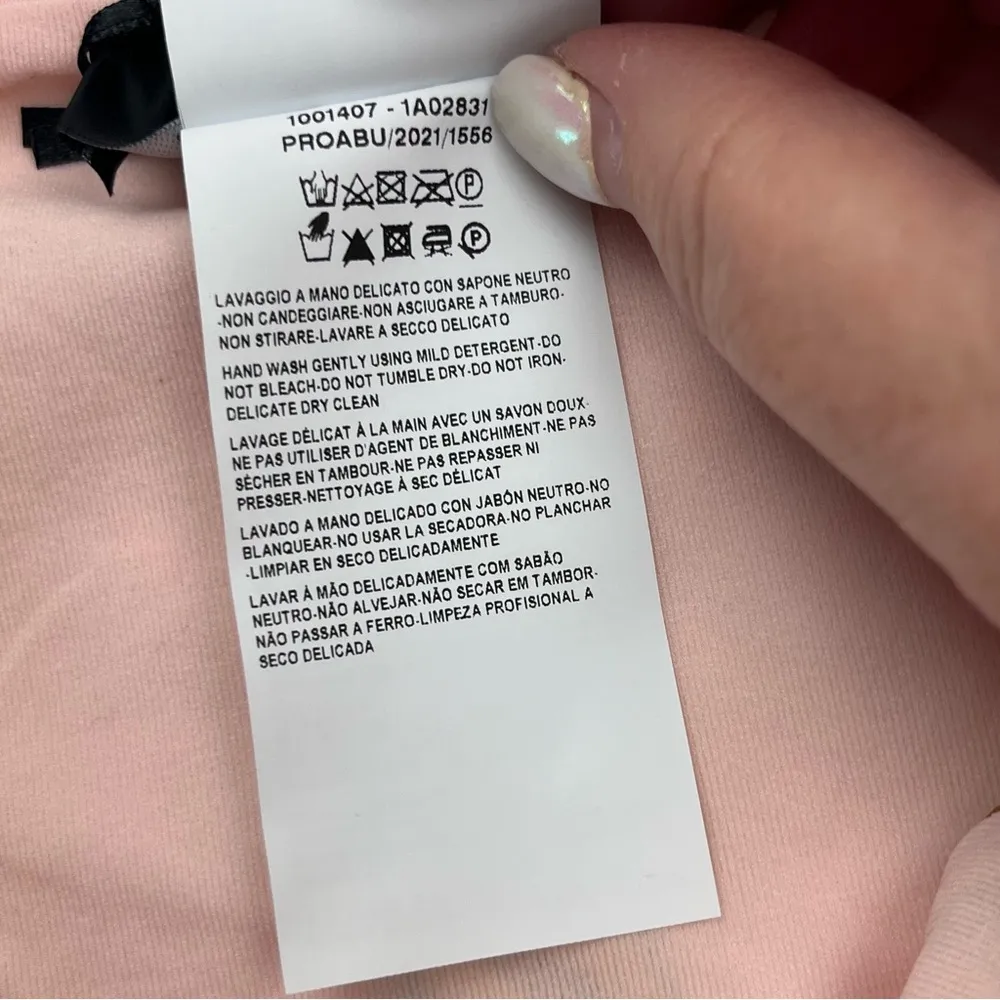 1001407 - 1A02831
PROABU/2021/1556
P
P
LAVAGGIO A MANO DELICATO CON SAPONE NEUTRO
-NON CANDEGGIARE-NON ASCIUGARE A TAMBURO-
NON STIRARE-LAVARE A SECCO DELICATO
HAND WASH GENTLY USING MILD DETERGENT-DO
NOT BLEACH-DO NOT TUMBLE DRY-DO NOT IRON-
DELICATE DRY CLEAN
LAVAGE DÉLICAT À LA MAIN AVEC UN SAVON DOUX-
NE PAS UTILISER D'AGENT DE BLANCHIMENT-NE PAS
SÉCHER EN TAMBOUR-NE PAS REPASSER NI
PRESSER-NETTOYAGE À SEC DÉLICAT
LAVADO A MANO DELICADO CON JABÓN NEUTRO-NO
BLANQUEAR-NO USAR LA SECADORA-NO PLANCHAR
-LIMPIAR EN SECO DELICADAMENTE
LAVAR À MÃO DELICADAMENTE COM SABÃO
NEUTRO-NÃO ALVEJAR-NÃO SECAR EM TAMBOR-
NÃO PASSAR A FERRO-LIMPEZA PROFISIONAL A
SECO DELICADA